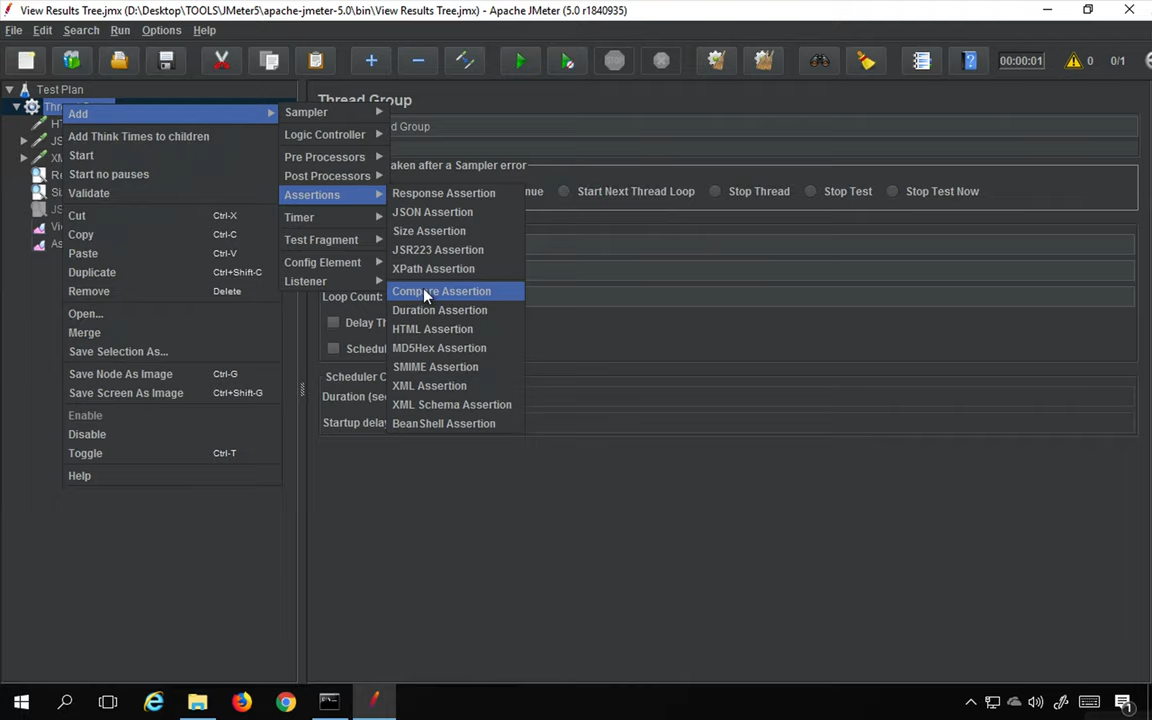 View Results Tree.jmx (D:\Desktop\TOOLS\JMeter5\apache-jmeter-5.0\bin\View Results Tree.jmx) - Apache JMeter (5.0 r1840935)
File Edit Search Run Options Help
00:00:01 0 0/1
Test Plan
Thread Group
Add
Add Think Times to children
Start
Start no pauses
Validate
Cut Ctrl-X
Copy Ctrl-C
Paste Ctrl-V
Duplicate Ctrl+Shift-C
Remove Delete
Open...
Merge
Save Selection As...
Save Node As Image Ctrl-G
Save Screen As Image Ctrl+Shift-G
Enable
Disable
Toggle Ctrl-T
Help
Sampler
Logic Controller
Pre Processors
Post Processors
Assertions
Timer
Test Fragment
Config Element
Listener
Response Assertion
JSON Assertion
Size Assertion
JSR223 Assertion
XPath Assertion
Compare Assertion
Duration Assertion
HTML Assertion
MD5Hex Assertion
SMIME Assertion
XML Assertion
XML Schema Assertion
BeanShell Assertion
d Group
aken after a Sampler error
nue Start Next Thread Loop Stop Thread Stop Test Stop Test Now
Loop Count:
Delay Th
Schedul
Scheduler C
Duration (sec
Startup delay